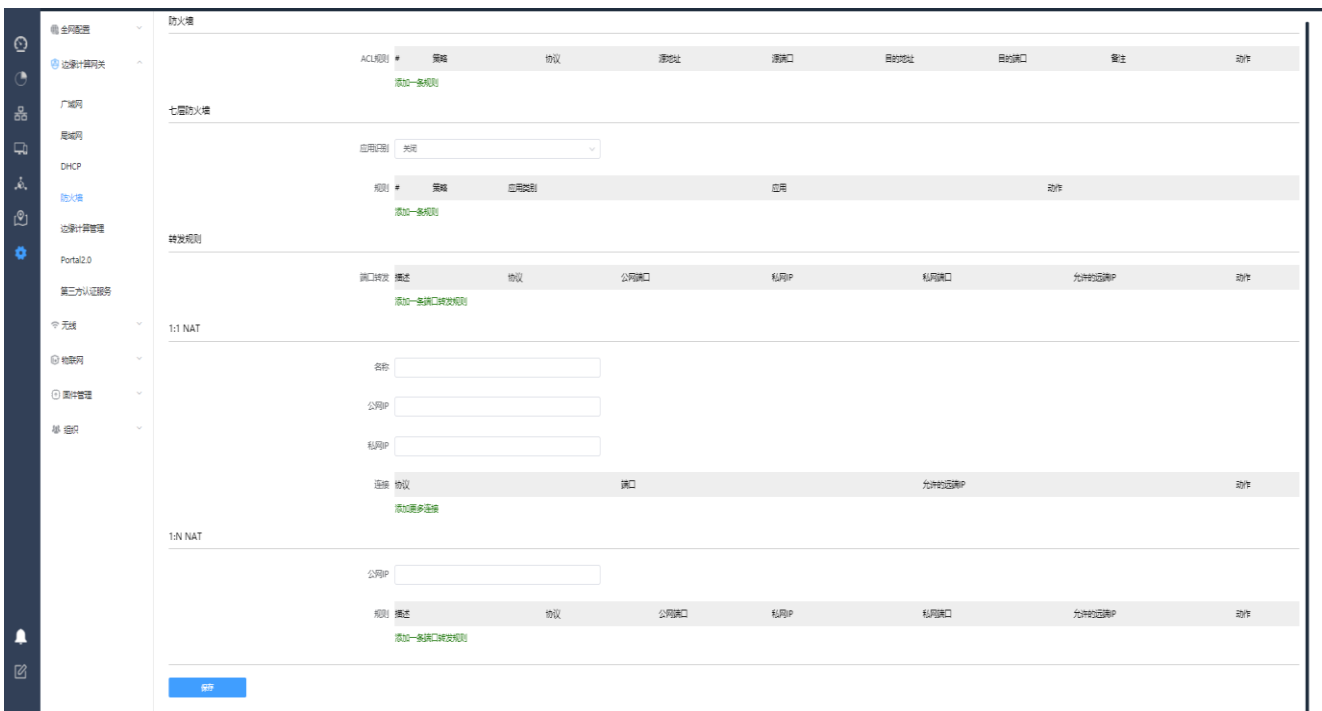 全网配置
边缘计算网关
广域网
局域网
DHCP
防火墙
边缘计算管理
Portal2.0
第三方认证服务
无线
物联网
固件管理
组织
防火墙
ACL规则 # 策略 协议 源地址 源端口 目的地址 目的端口 备注 动作
添加一条规则
七层防火墙
应用识别 关闭
规则 # 策略 应用类别 应用 动作
添加一条规则
转发规则
端口转发 描述 协议 公网端口 私网IP 私网端口 允许的远端IP 动作
添加一条端口转发规则
1:1 NAT
名称
公网IP
私网IP
连接 协议 端口 允许的远端IP 动作
添加更多连接
1:N NAT
公网IP
规则 描述 协议 公网端口 私网IP 私网端口 允许的远端IP 动作
添加一条端口转发规则
保存